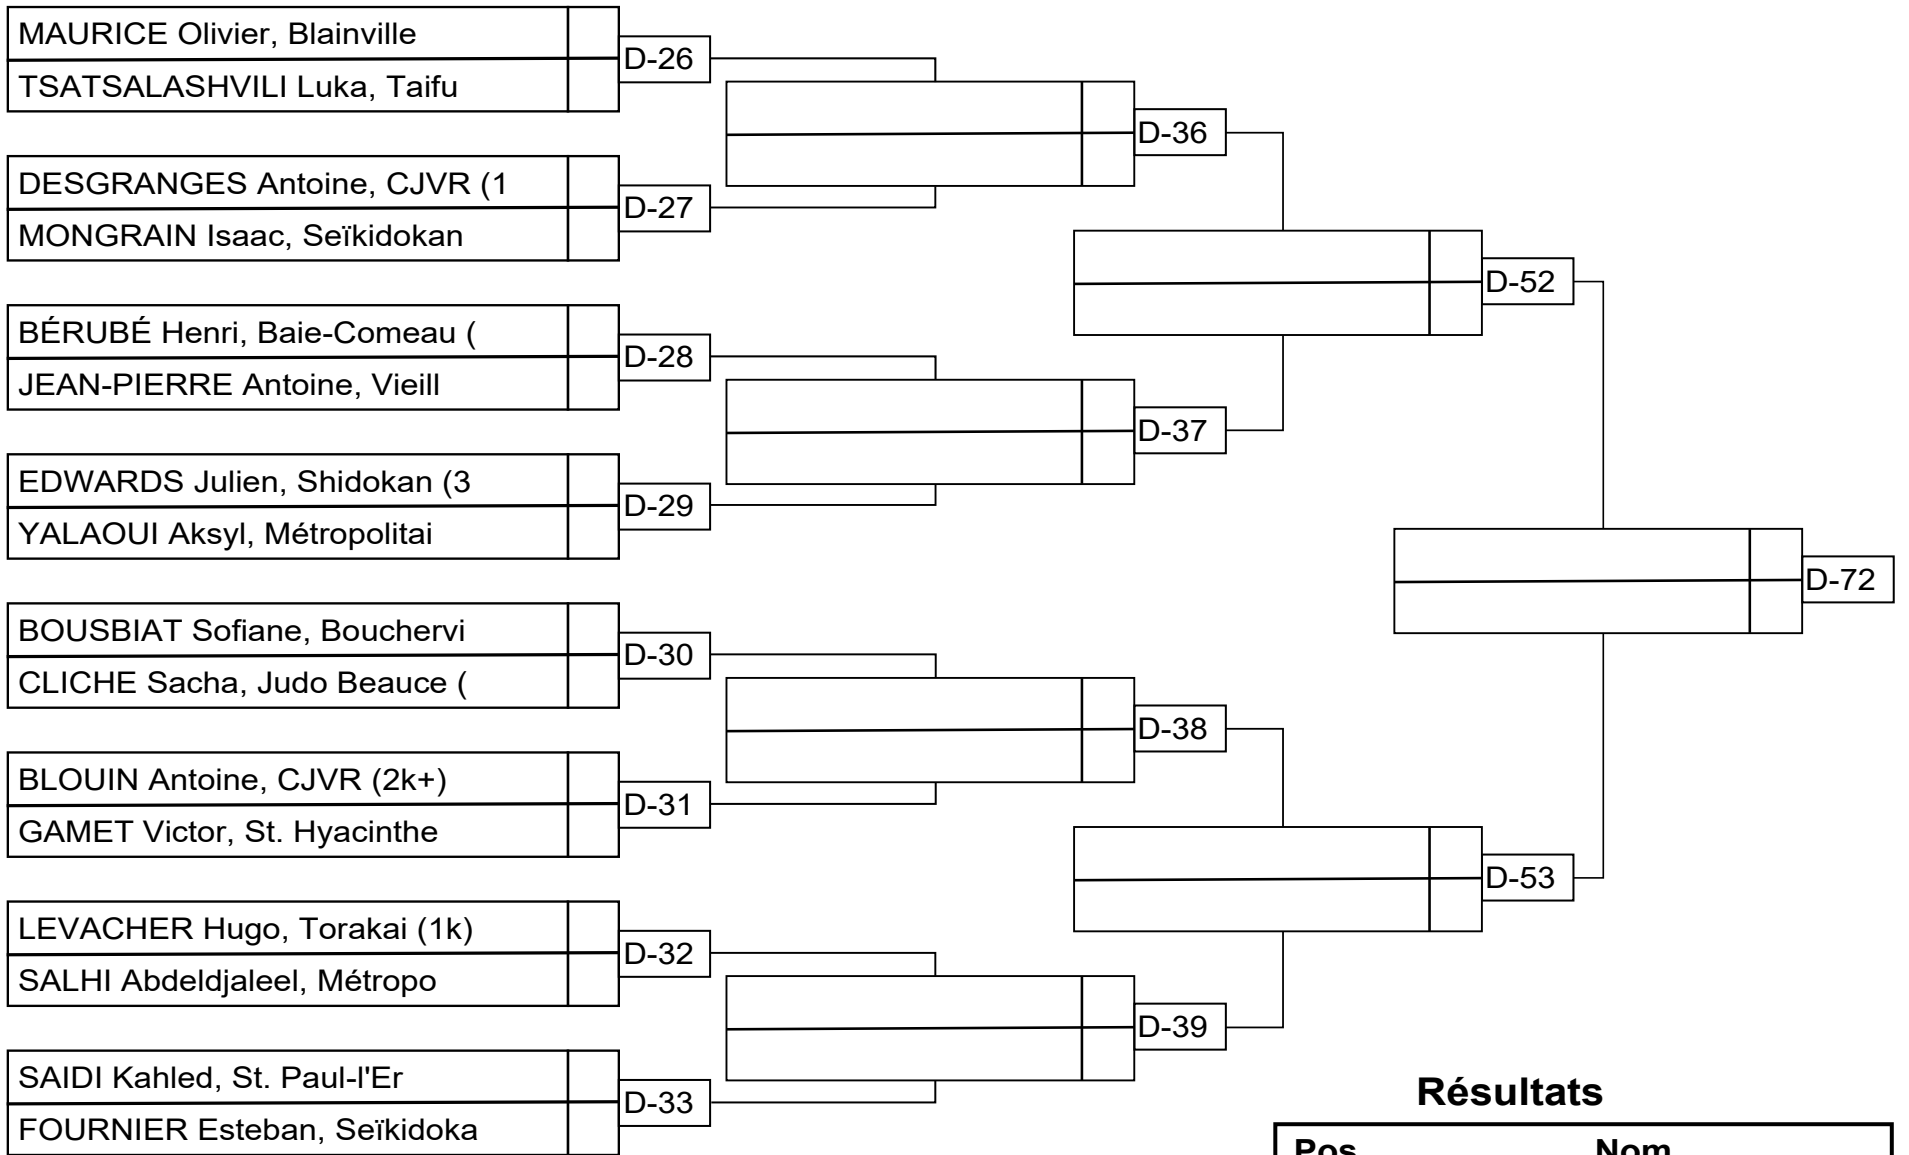 MAURICE Olivier, Blainville
D-26
TSATSALASHVILI Luka, Taifu
D-36
DESGRANGES Antoine, CJVR (1
D-27
MONGRAIN Isaac, Seïkidokan
D-52
BÉRUBÉ Henri, Baie-Comeau (
D-28
JEAN-PIERRE Antoine, Vieill
D-37
EDWARDS Julien, Shidokan (3
D-29
YALAOUI Aksyl, Métropolitai
D-72
BOUSBIAT Sofiane, Bouchervi
D-30
CLICHE Sacha, Judo Beauce (
D-38
BLOUIN Antoine, CJVR (2k+)
D-31
GAMET Victor, St. Hyacinthe
D-53
LEVACHER Hugo, Torakai (1k)
D-32
SALHI Abdeldjaleel, Métropo
D-39
SAIDI Kahled, St. Paul-l'Er
D-33
FOURNIER Esteban, Seïkidoka
Résultats
Pos Nom